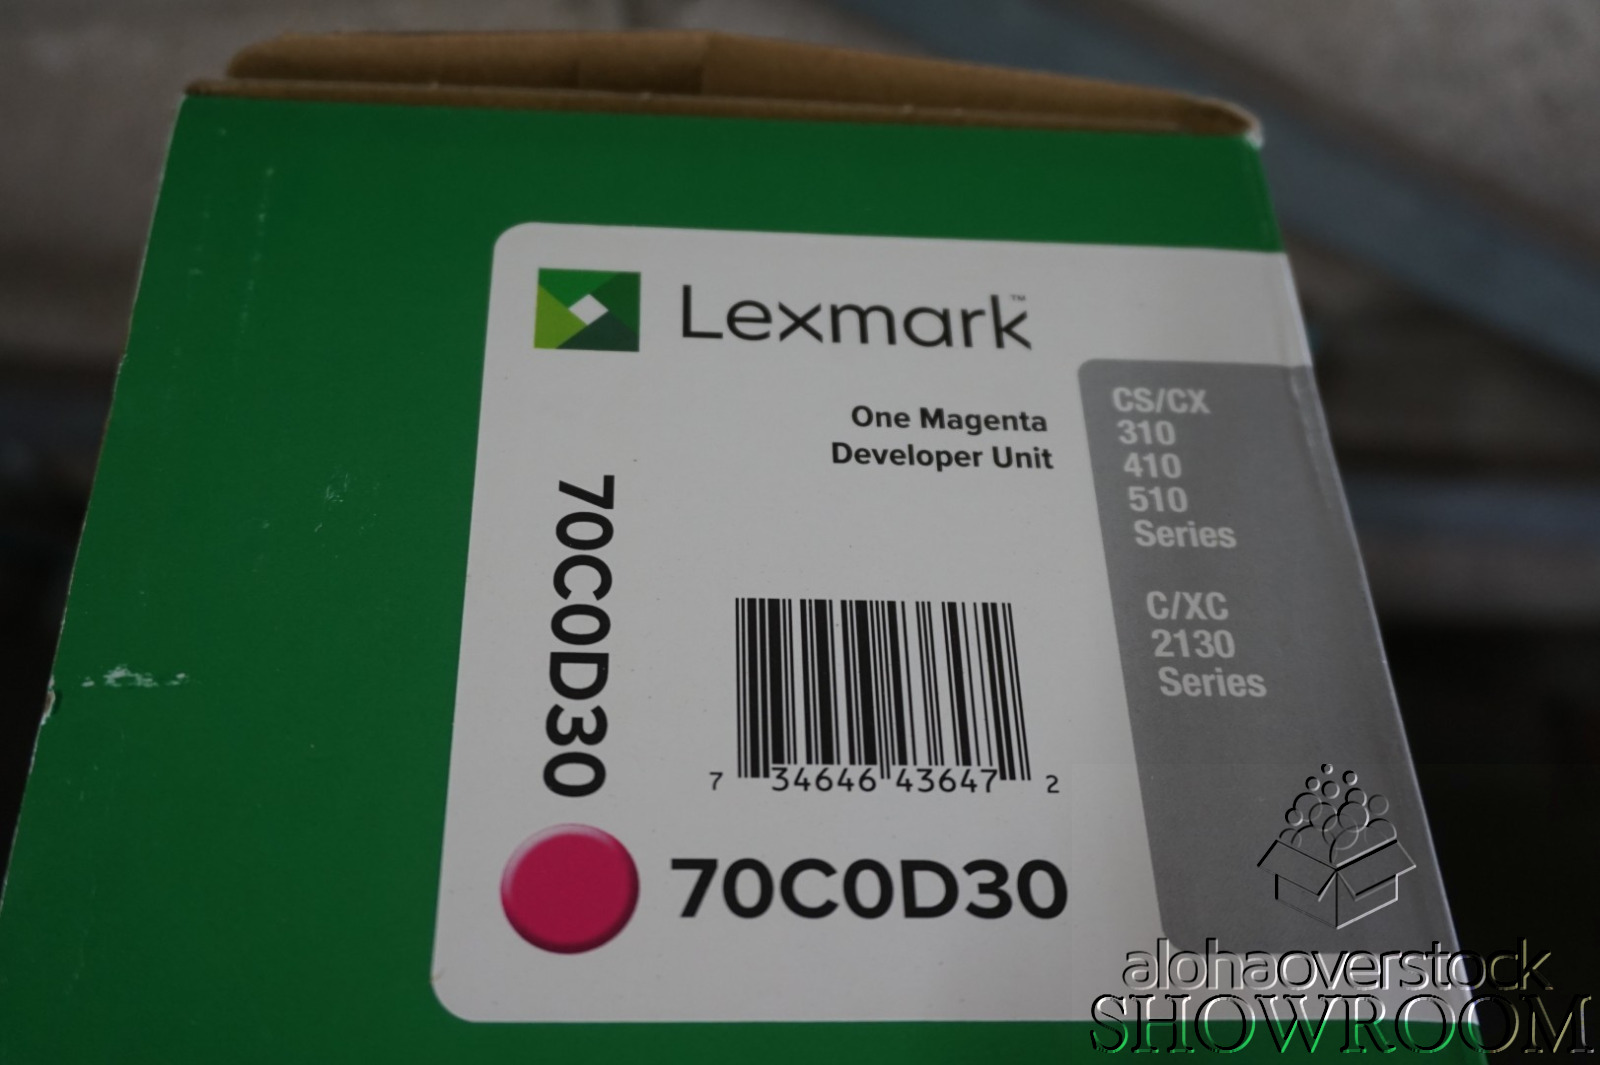 Lexmark™
One Magenta
Developer Unit
CS/CX
310
410
510
Series
C/XC
2130
Series
70C0D30
7 34646 43647 2
70C0D30
alohaoverstock
SHOWROOM